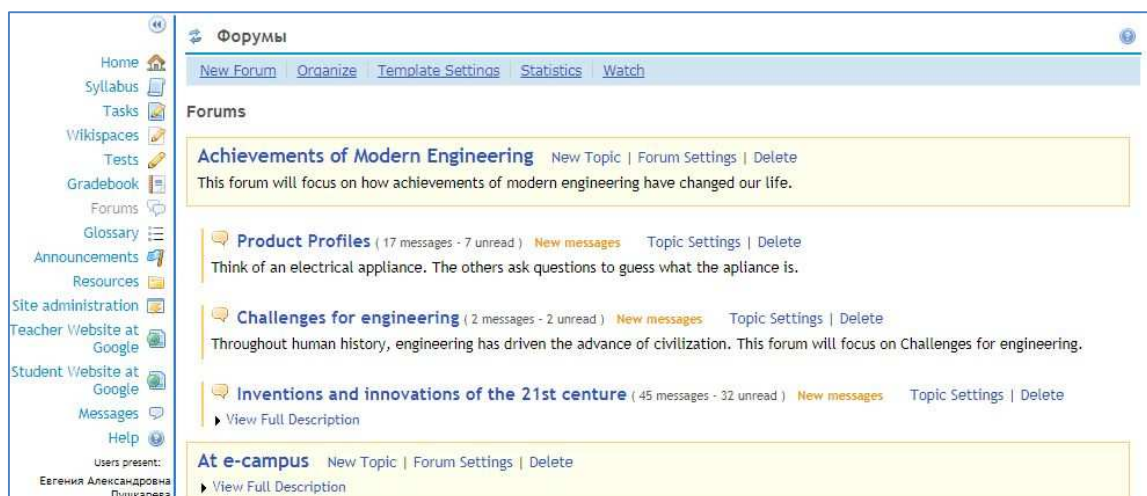 Home
Syllabus
Tasks
Wikispaces
Tests
Gradebook
Forums
Glossary
Announcements
Resources
Site administration
Teacher Website at
Google
Student Website at
Google
Messages
Help
Users present:
Евгения Александровна
Пушкарева
Форумы
New Forum Organize Template Settings Statistics Watch
Forums
Achievements of Modern Engineering New Topic | Forum Settings | Delete
This forum will focus on how achievements of modern engineering have changed our life.
Product Profiles ( 17 messages - 7 unread ) New messages Topic Settings | Delete
Think of an electrical appliance. The others ask questions to guess what the apliance is.
Challenges for engineering ( 2 messages - 2 unread ) New messages Topic Settings | Delete
Throughout human history, engineering has driven the advance of civilization. This forum will focus on Challenges for engineering.
Inventions and innovations of the 21st centure ( 45 messages - 32 unread ) New messages Topic Settings | Delete
View Full Description
At e-campus New Topic | Forum Settings | Delete
View Full Description